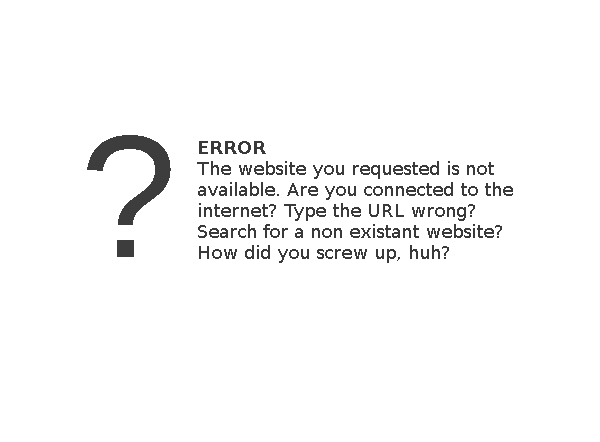 ?
ERROR
The website you requested is not
available. Are you connected to the
internet? Type the URL wrong?
Search for a non existant website?
How did you screw up, huh?